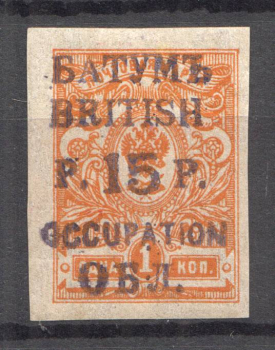 БАТУМЪ
BRITISH
Р. 15 Р.
OCCUPATION
ОБЛ.
1 КОП.